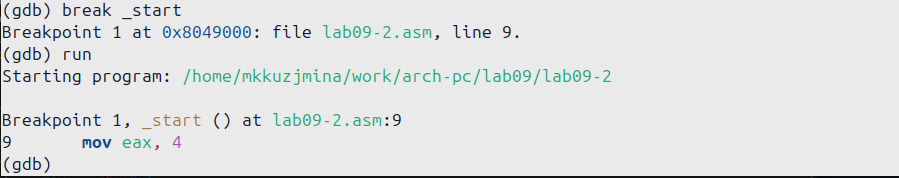 (gdb) break _start
Breakpoint 1 at 0x8049000: file lab09-2.asm, line 9.
(gdb) run
Starting program: /home/mkkuzjmina/work/arch-pc/lab09/lab09-2

Breakpoint 1, _start () at lab09-2.asm:9
9       mov eax, 4
(gdb)